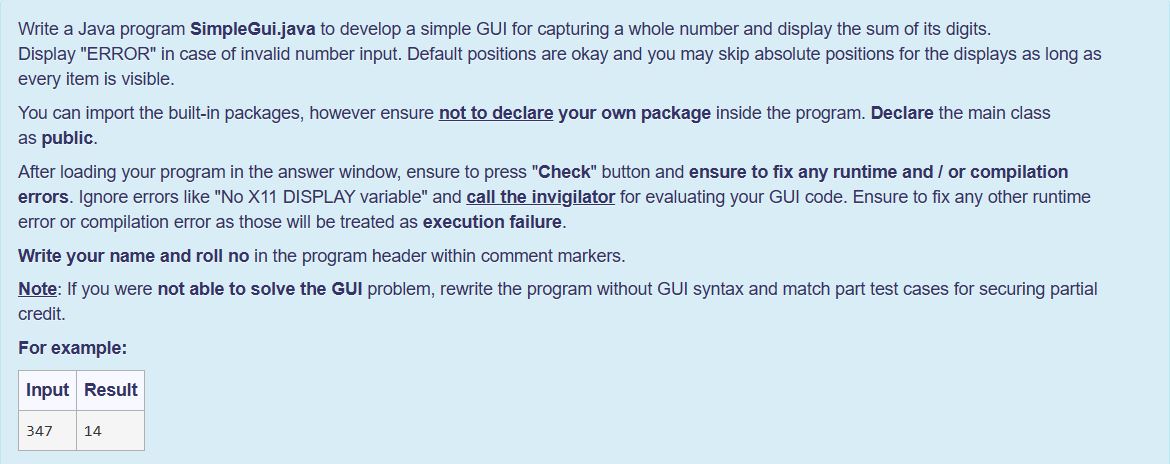 Write a Java program SimpleGui.java to develop a simple GUI for capturing a whole number and display the sum of its digits.
Display "ERROR" in case of invalid number input. Default positions are okay and you may skip absolute positions for the displays as long as
every item is visible.
You can import the built-in packages, however ensure not to declare your own package inside the program. Declare the main class
as public.
After loading your program in the answer window, ensure to press "Check" button and ensure to fix any runtime and / or compilation
errors. Ignore errors like "No X11 DISPLAY variable" and call the invigilator for evaluating your GUI code. Ensure to fix any other runtime
error or compilation error as those will be treated as execution failure.
Write your name and roll no in the program header within comment markers.
Note: If you were not able to solve the GUI problem, rewrite the program without GUI syntax and match part test cases for securing partial
credit.
For example:
Input Result
347 14